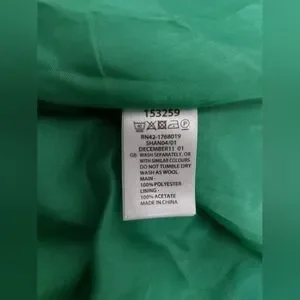 153259
RN42-1768019
SHAN04/01
DECEMBER11 01
GB: WASH SEPARATELY, OR
WITH SIMILAR COLOURS
DO NOT TUMBLE DRY
WASH AS WOOL
MAIN -
100% POLYESTER
LINING -
100% ACETATE
MADE IN CHINA